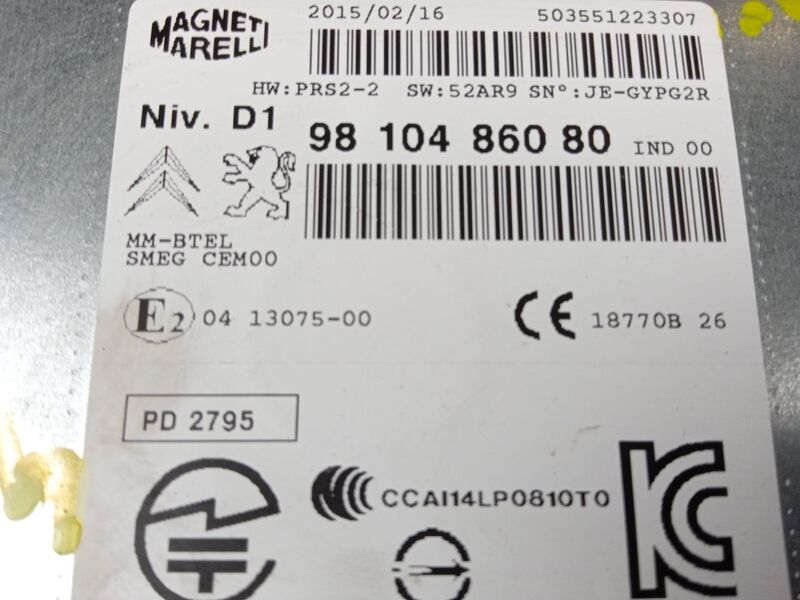 MAGNETI MARELLI
2015/02/16 503551223307
HW:PRS2-2 SW:52AR9 SN°:JE-GYPG2R
Niv. D1
98 104 860 80 IND 00
MM-BTEL
SMEG CEM00
E2 04 13075-00
CE 18770B 26
PD 2795
CCAI14LP0810T0